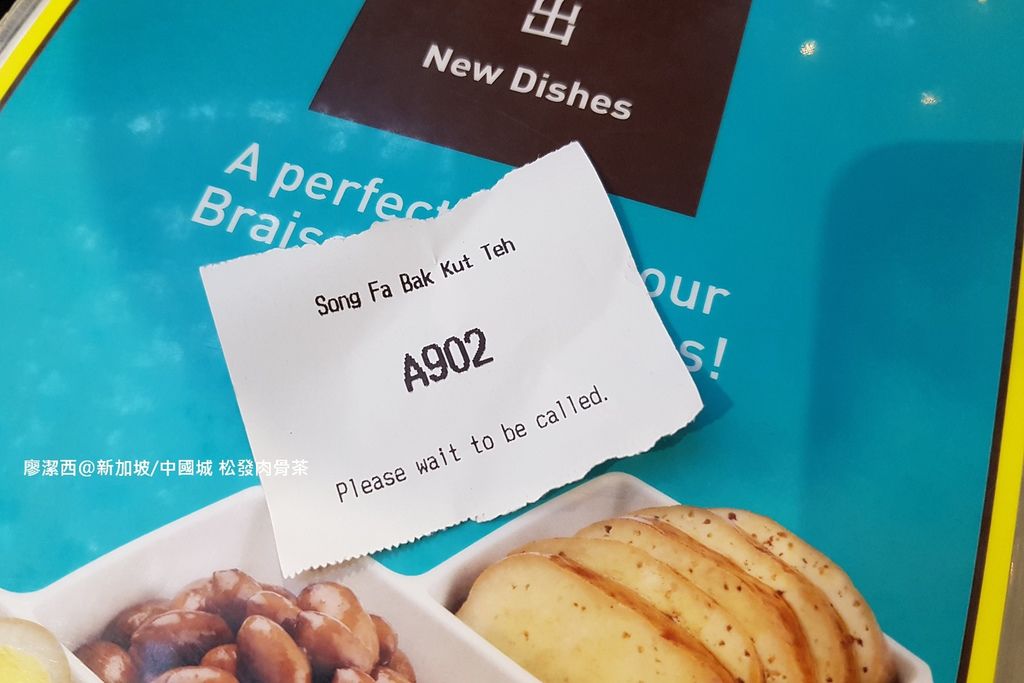 出
New Dishes
A perfect
Brais
our
s!
Song Fa Bak Kut Teh
A902
Please wait to be called.
廖潔西@新加坡/中國城 松發肉骨茶